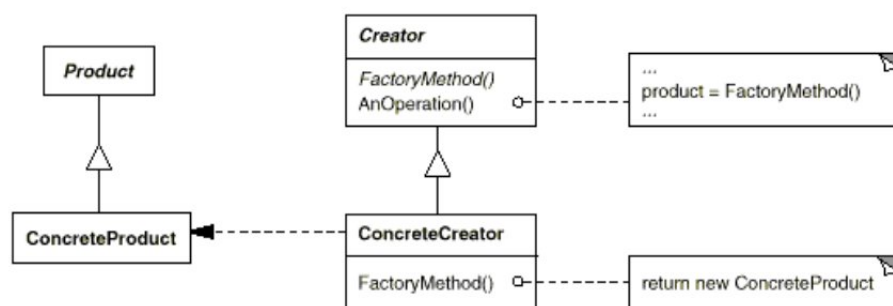 Product
ConcreteProduct
Creator
FactoryMethod()
AnOperation()
...
product = FactoryMethod()
...
ConcreteCreator
FactoryMethod()
return new ConcreteProduct